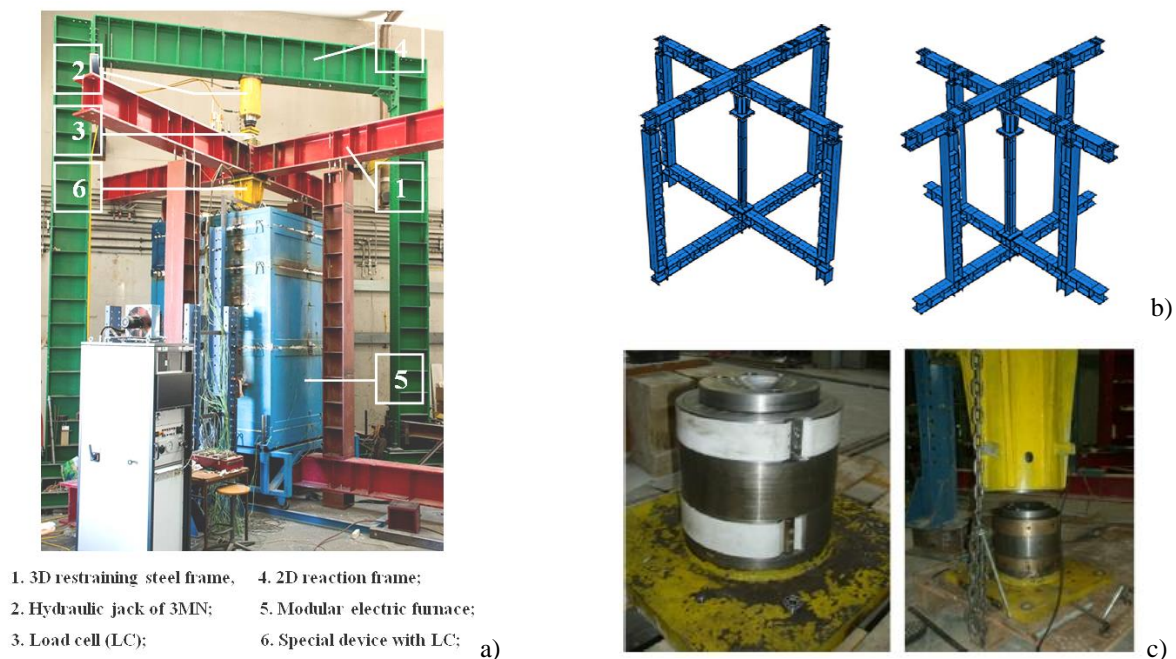 4
2
3
6
1
5
1. 3D restraining steel frame, 4. 2D reaction frame;
2. Hydraulic jack of 3MN; 5. Modular electric furnace;
3. Load cell (LC); 6. Special device with LC; a)
b)
c)